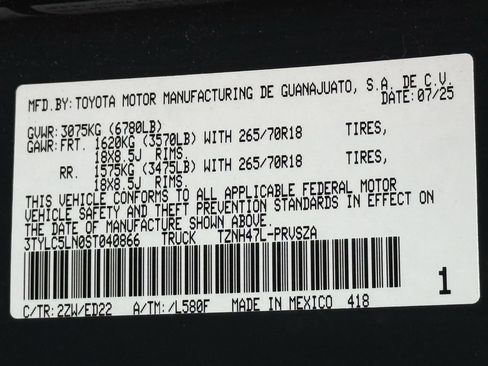 MFD.BY: TOYOTA MOTOR MANUFACTURING DE GUANAJUATO, S.A. DE C.V.
DATE: 07/25
GVWR: 3075KG (6780LB)
GAWR: FRT. 1620KG (3570LB) WITH 265/70R18 TIRES,
18X8.5J RIMS.
RR. 1575KG (3475LB) WITH 265/70R18 TIRES,
18X8.5J RIMS.
THIS VEHICLE CONFORMS TO ALL APPLICABLE FEDERAL MOTOR
VEHICLE SAFETY AND THEFT PREVENTION STANDARDS IN EFFECT ON
THE DATE OF MANUFACTURE SHOWN ABOVE.
3TYLC5LN0ST040866 TRUCK TZNH47L-PRVSZA
1
C/TR: 2ZW/ED22 A/TM: /L580F MADE IN MEXICO 418